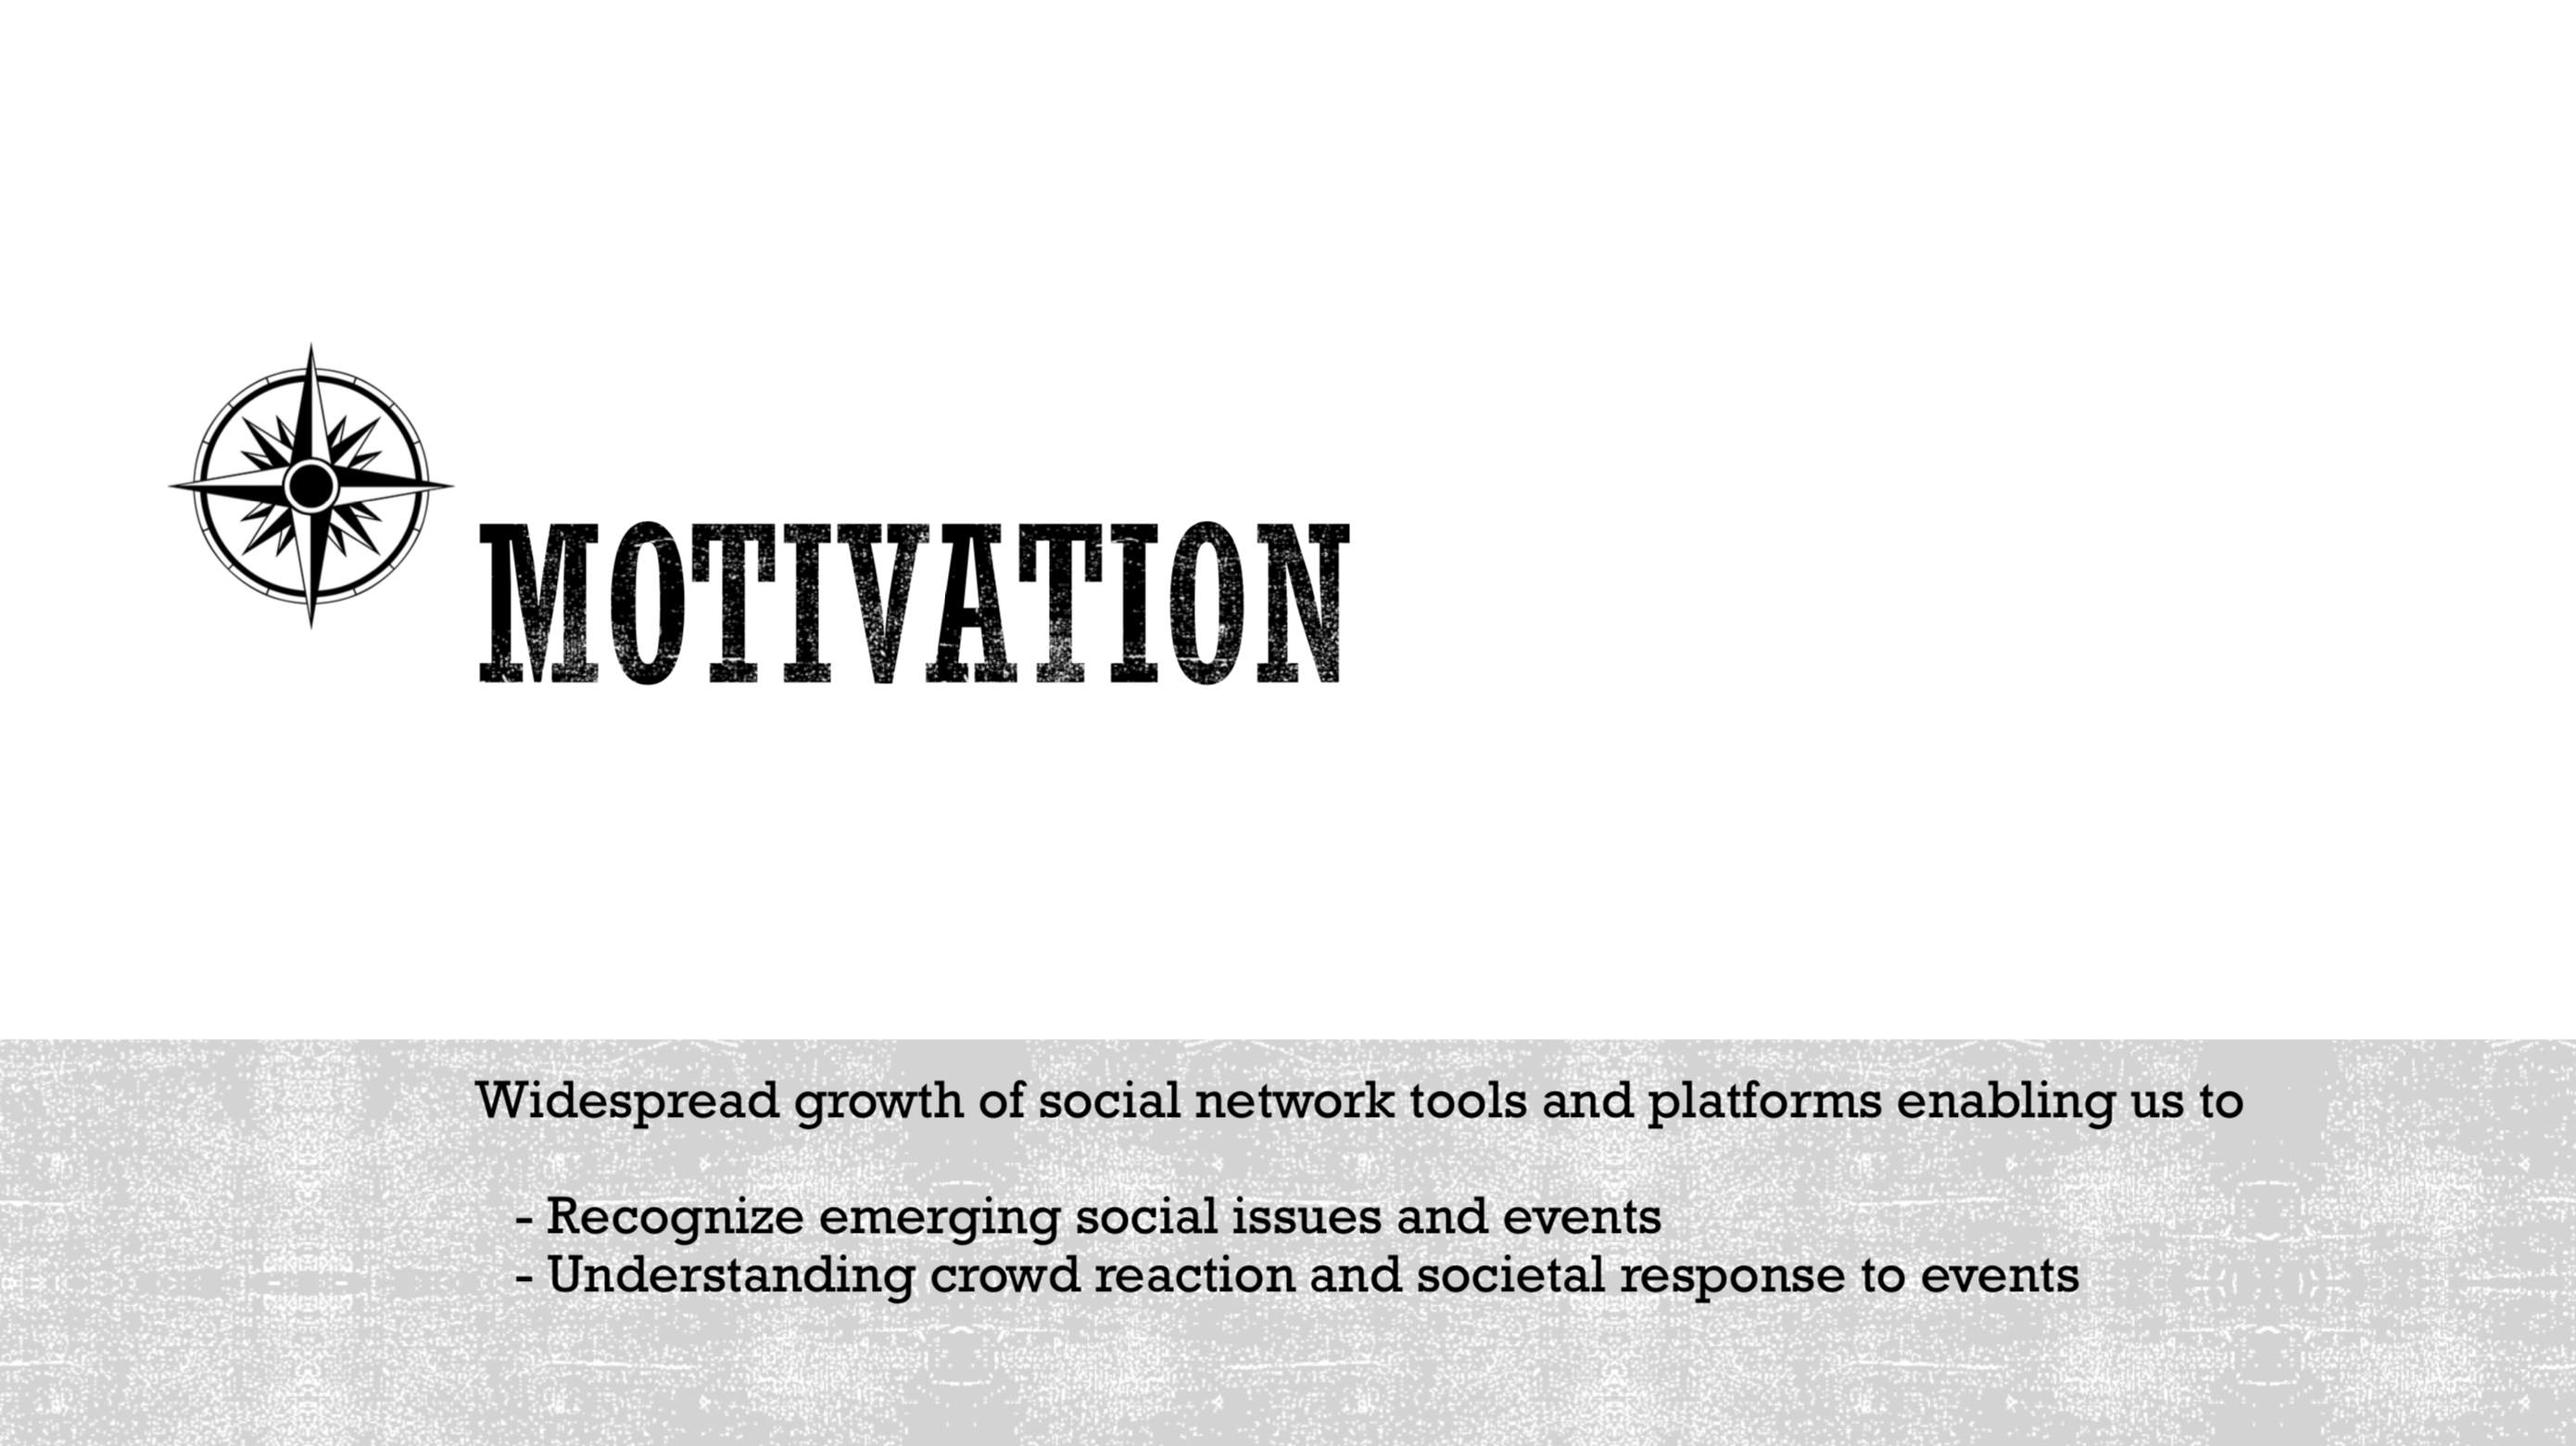 MOTIVATION
Widespread growth of social network tools and platforms enabling us to
- Recognize emerging social issues and events
- Understanding crowd reaction and societal response to events